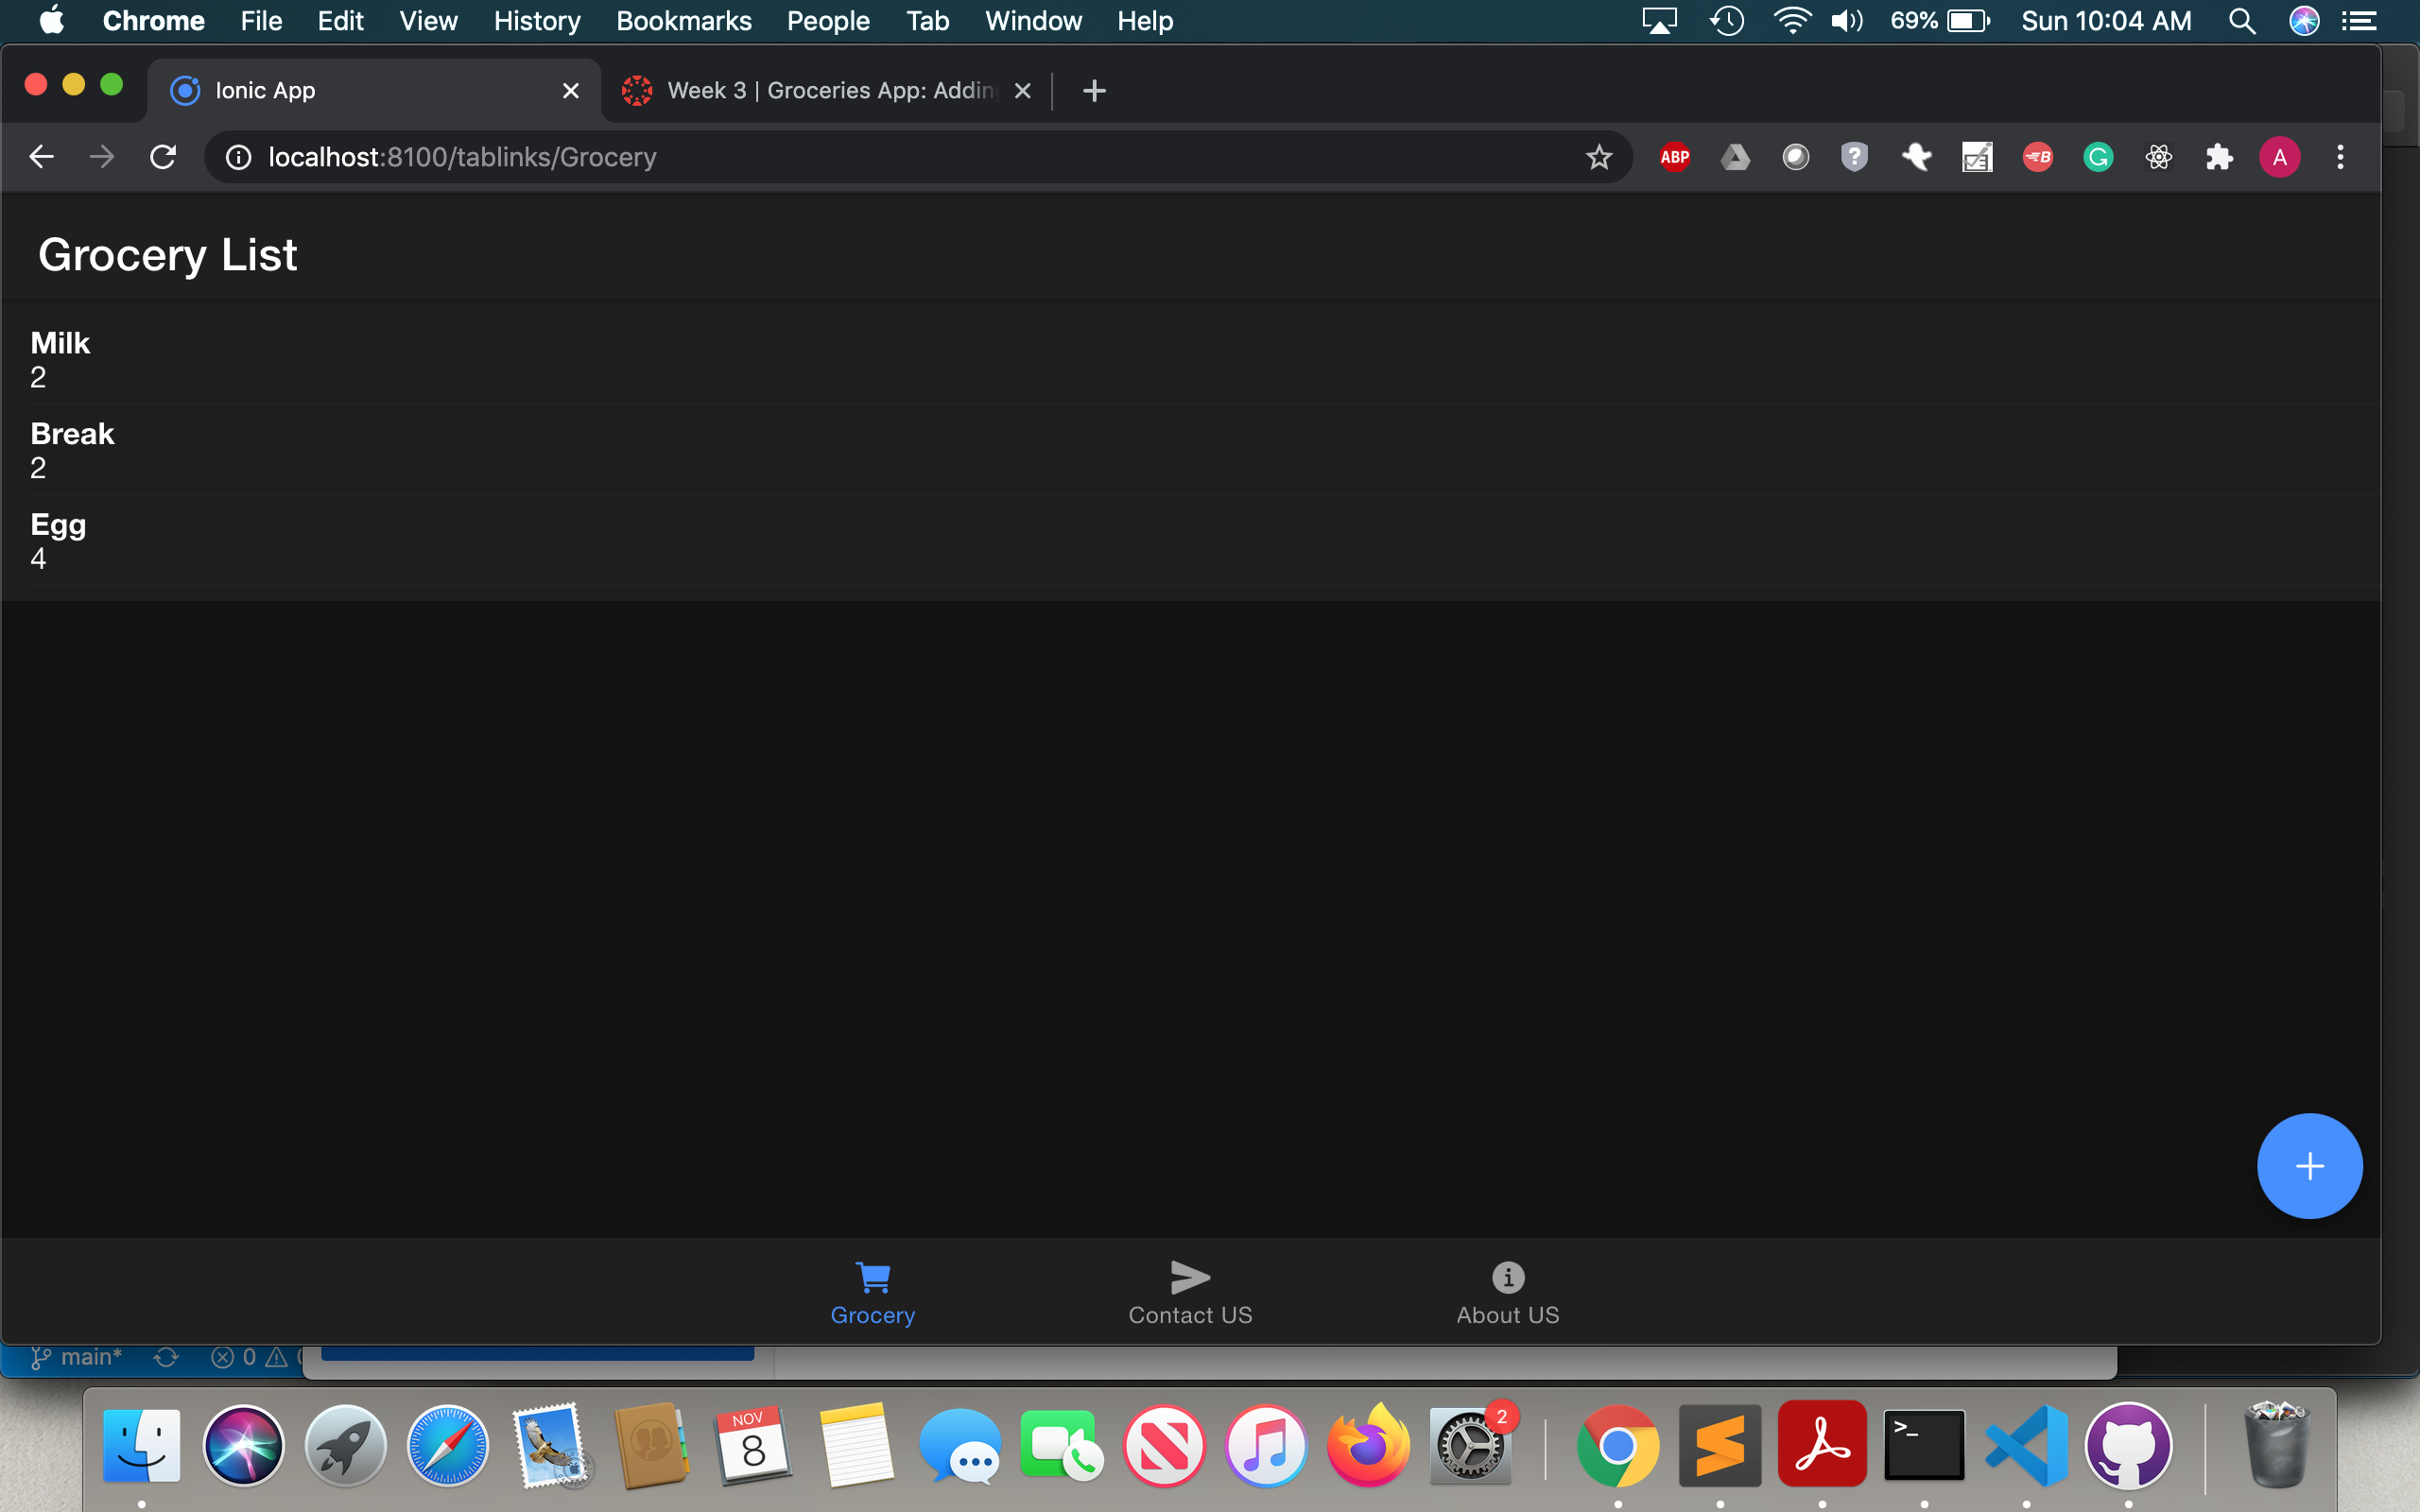 Chrome File Edit View History Bookmarks People Tab Window Help 69% Sun 10:04 AM
Ionic App Week 3 | Groceries App: Adding
localhost:8100/tablinks/Grocery ABP ? B G A
Grocery List
Milk
2
Break
2
Egg
4
Grocery Contact US About US
main* 0
NOV
8
2
>_